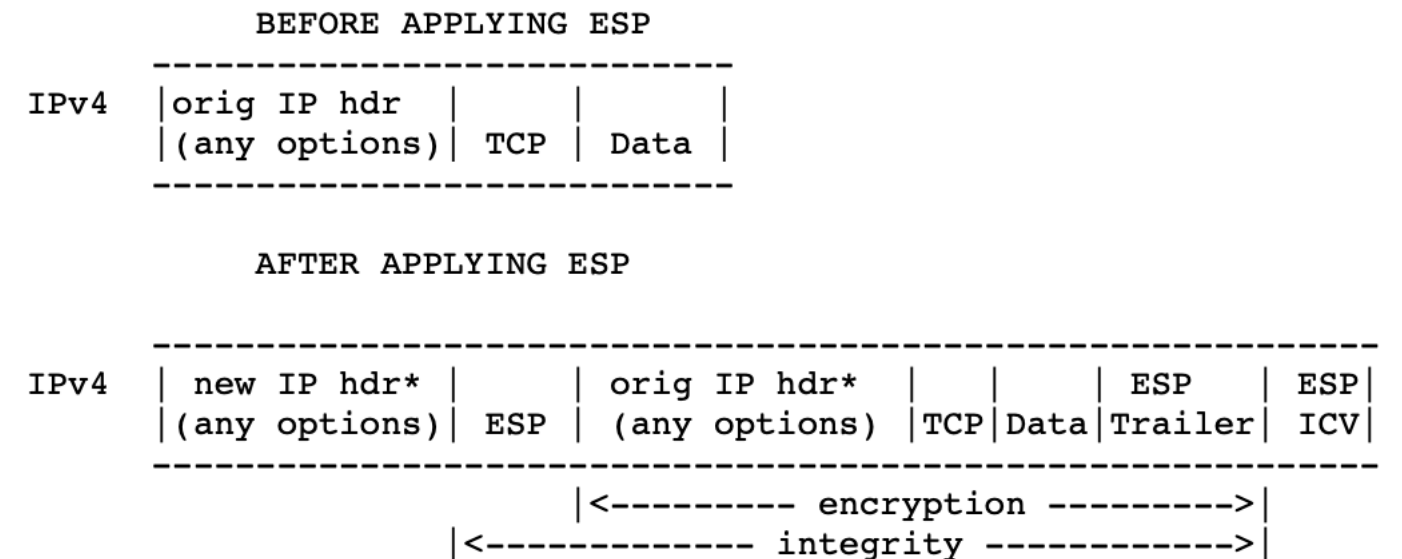 BEFORE APPLYING ESP
----------------------------
IPv4  |orig IP hdr  |     |      |
      |(any options)| TCP | Data |
----------------------------
AFTER APPLYING ESP
-----------------------------------------------------------
IPv4  | new IP hdr* |     | orig IP hdr*  |   |    | ESP   | ESP|
      |(any options)| ESP | (any options) |TCP|Data|Trailer| ICV|
-----------------------------------------------------------
|<--------- encryption --------->|
|<------------- integrity ------------>|